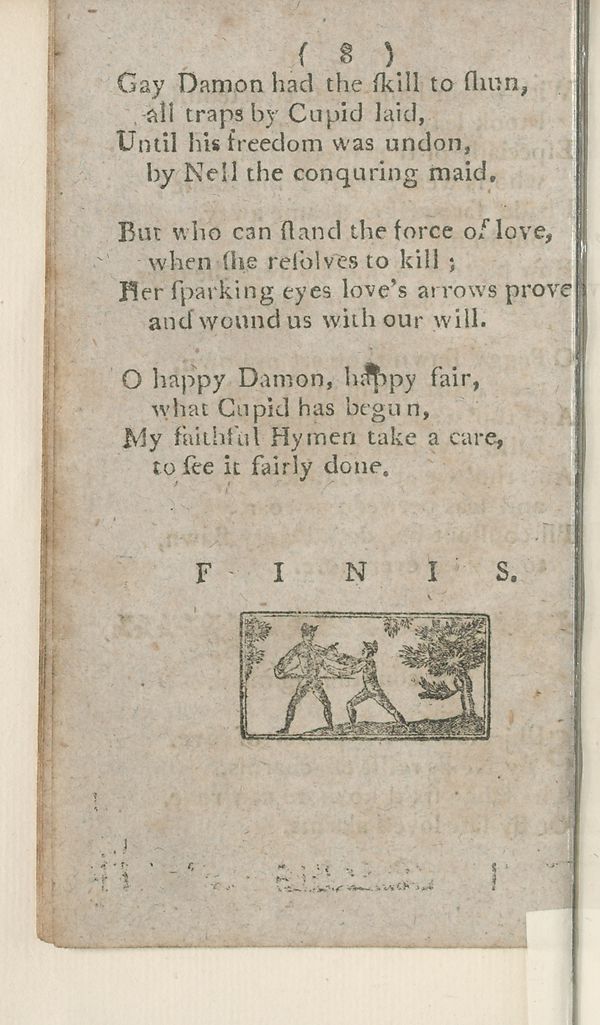 ( 8 )
Gay Damon had the ſkill to ſhun,
all traps by Cupid laid,
Until his freedom was undon,
by Nell the conquring maid.
But who can ſtand the force of love,
when ſhe reſolves to kill ;
Her ſparking eyes love's arrows prove
and wound us with our will.
O happy Damon, happy fair,
what Cupid has begun,
My faithful Hymen take a care,
to ſee it fairly done.
F I N I S.